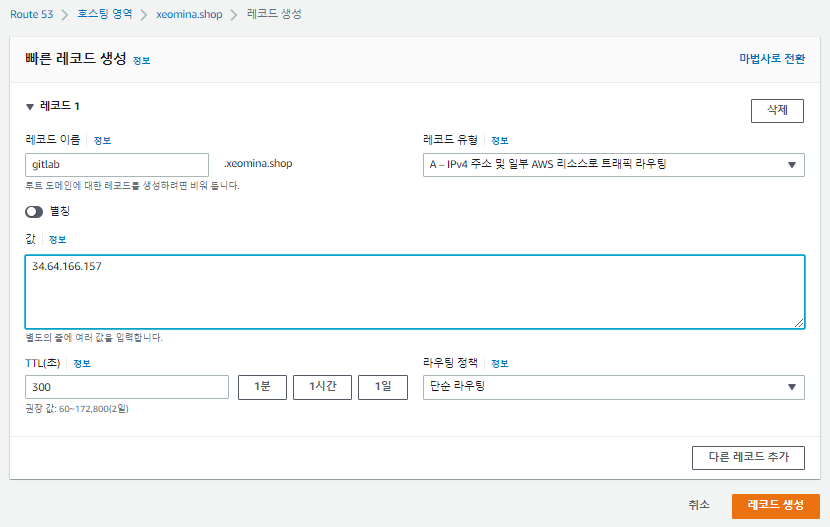 Route 53 > 호스팅 영역 > xeomina.shop > 레코드 생성
빠른 레코드 생성 정보
마법사로 전환
▼ 레코드 1
삭제
레코드 이름 정보
gitlab
.xeomina.shop
루트 도메인에 대한 레코드를 생성하려면 비워 둡니다.
레코드 유형 정보
A – IPv4 주소 및 일부 AWS 리소스로 트래픽 라우팅
별칭
값 정보
34.64.166.157
별도의 줄에 여러 값을 입력합니다.
TTL(초) 정보
300
1분
1시간
1일
권장 값: 60~172,800(2일)
라우팅 정책 정보
단순 라우팅
다른 레코드 추가
취소
레코드 생성